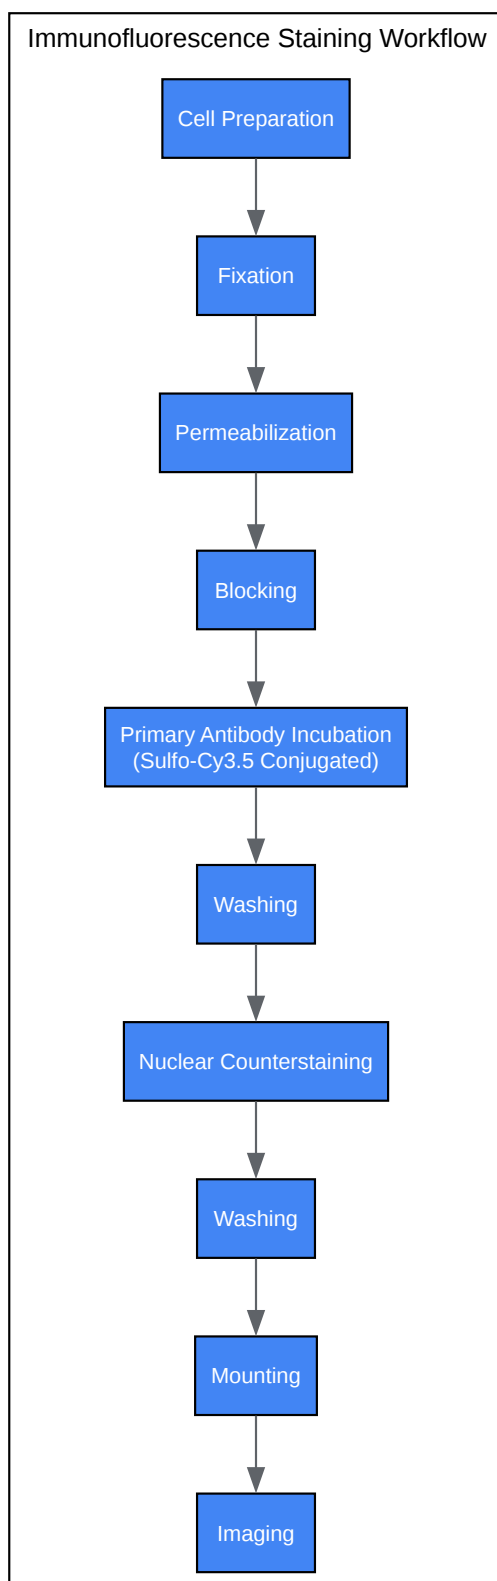 Immunofluorescence Staining Workflow
Cell Preparation
Fixation
Permeabilization
Blocking
Primary Antibody Incubation
(Sulfo-Cy3.5 Conjugated)
Washing
Nuclear Counterstaining
Washing
Mounting
Imaging